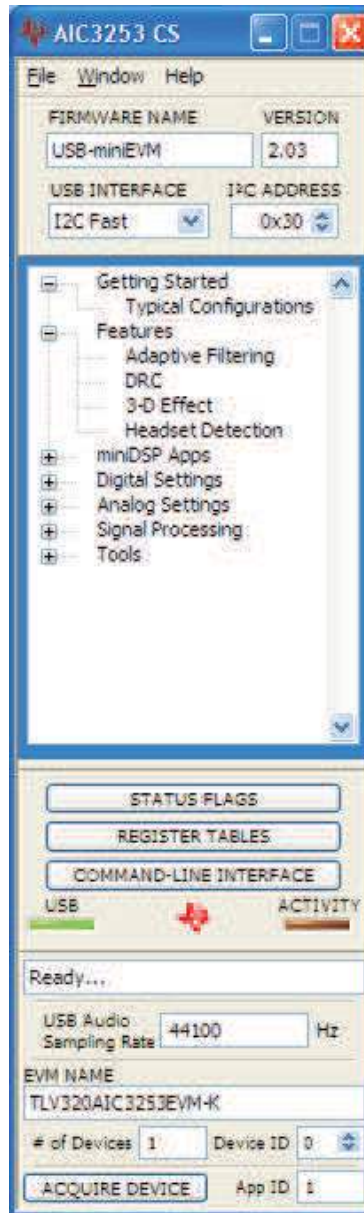 AIC3253 CS
File Window Help
FIRMWARE NAME VERSION
USB-miniEVM 2.03
USB INTERFACE I²C ADDRESS
I2C Fast 0x30
Getting Started
Typical Configurations
Features
Adaptive Filtering
DRC
3-D Effect
Headset Detection
miniDSP Apps
Digital Settings
Analog Settings
Signal Processing
Tools
STATUS FLAGS
REGISTER TABLES
COMMAND-LINE INTERFACE
USB ACTIVITY
Ready...
USB Audio
Sampling Rate 44100 Hz
EVM NAME
TLV320AIC3253EVM-K
# of Devices 1 Device ID 0
ACQUIRE DEVICE App ID 1